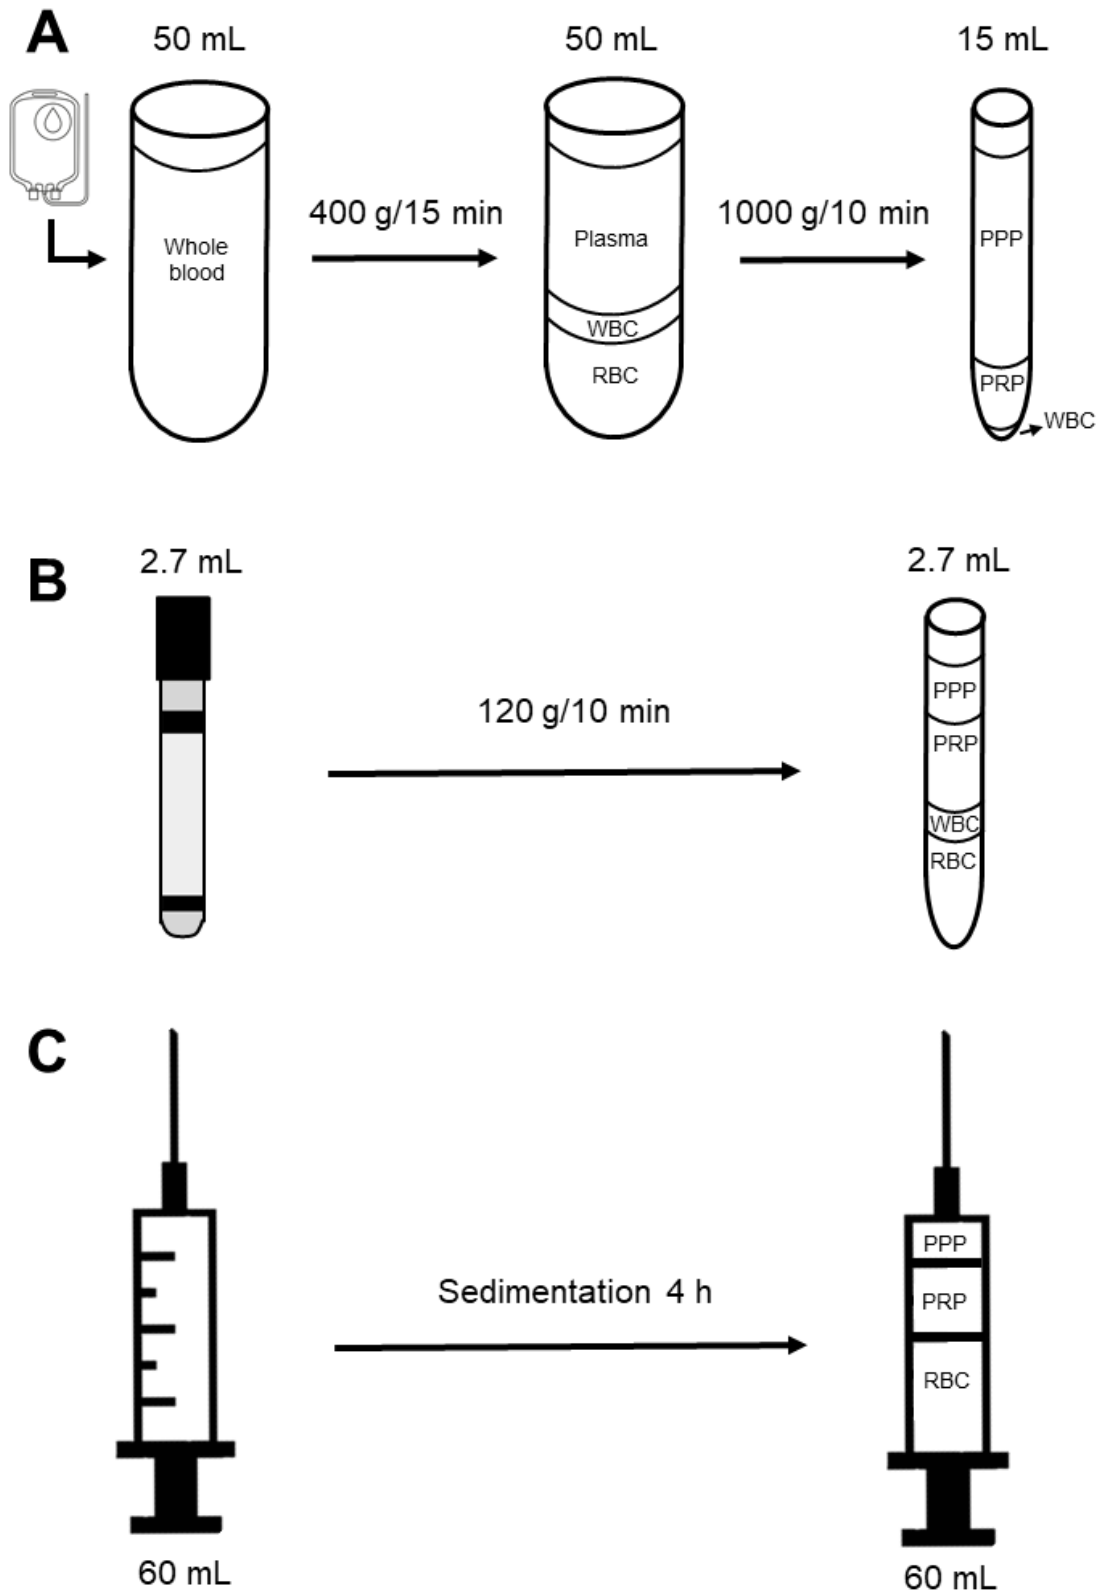 A
50 mL
50 mL
15 mL
Whole
blood
400 g/15 min
Plasma
WBC
RBC
1000 g/10 min
PPP
PRP
WBC
B
2.7 mL
2.7 mL
120 g/10 min
PPP
PRP
WBC
RBC
C
Sedimentation 4 h
PPP
PRP
RBC
60 mL
60 mL